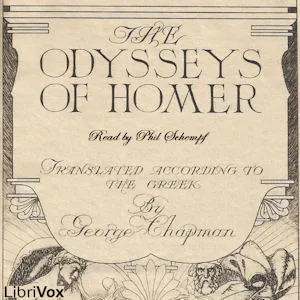 THE
ODYSSEYS
OF HOMER
Read by Phil Schempf
TRANSLATED ACCORDING TO
THE GREEK
By
George Chapman
LibriVox